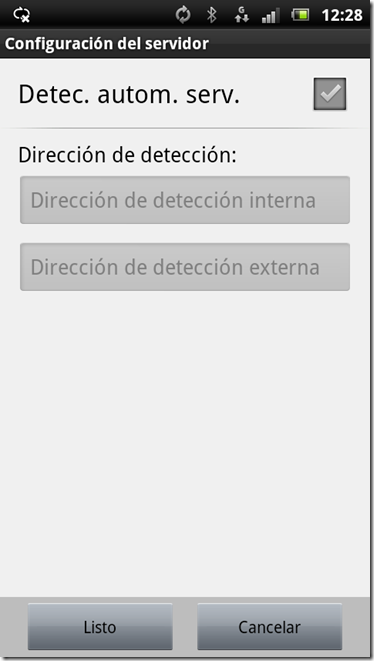 G
12:28
Configuración del servidor
Detec. autom. serv.
Dirección de detección:
Dirección de detección interna
Dirección de detección externa
Listo
Cancelar